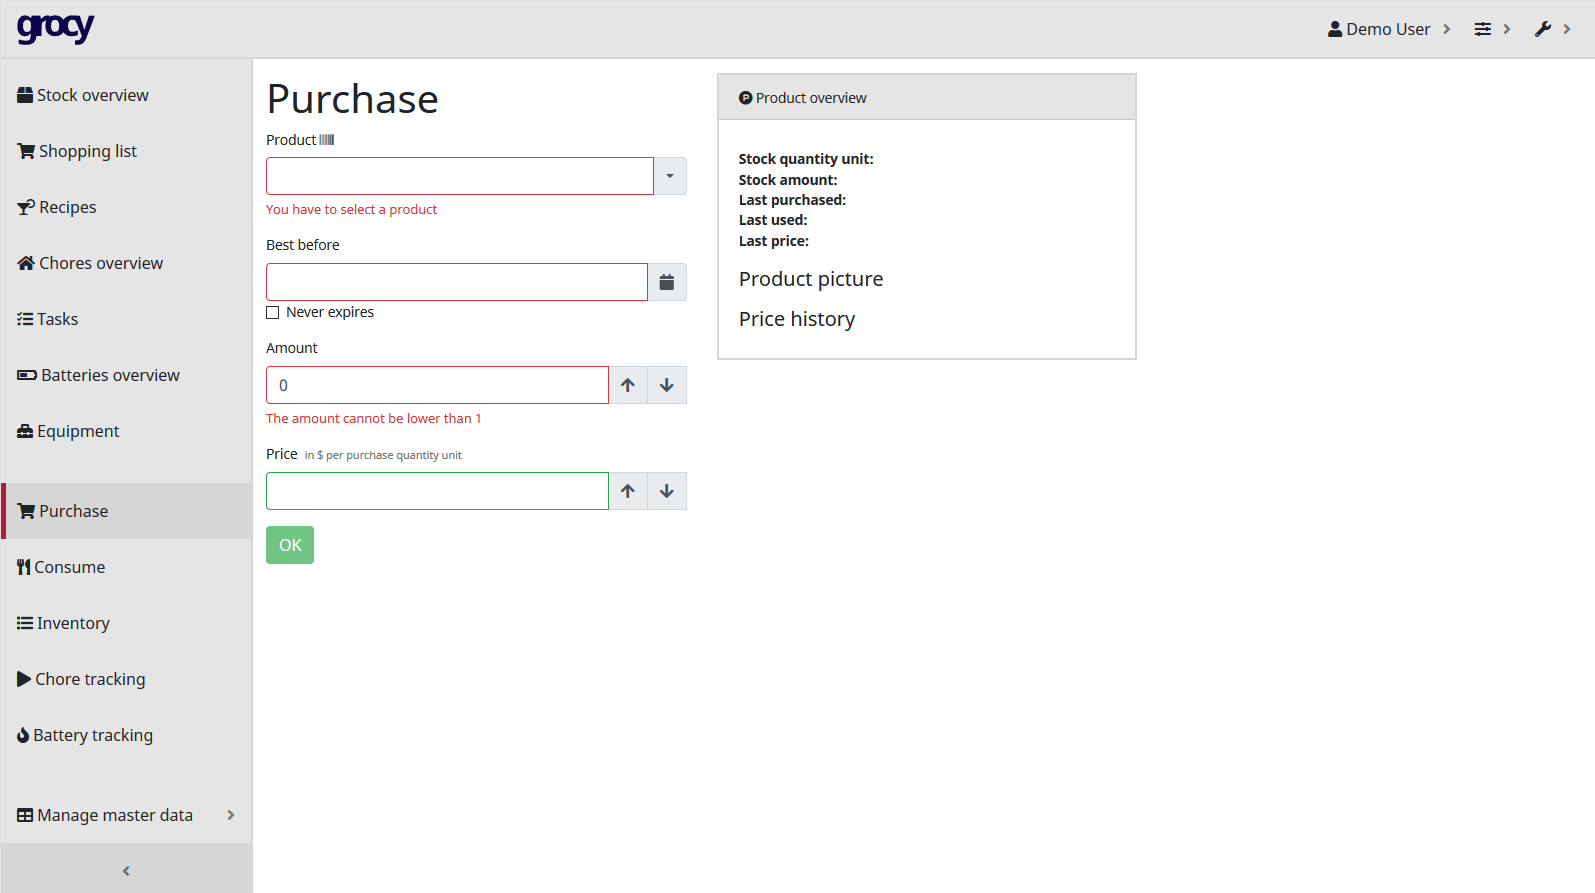 grocy
Demo User
Stock overview
Shopping list
Recipes
Chores overview
Tasks
Batteries overview
Equipment
Purchase
Consume
Inventory
Chore tracking
Battery tracking
Manage master data
Purchase
Product
You have to select a product
Best before
Never expires
Amount
0
The amount cannot be lower than 1
Price in $ per purchase quantity unit
OK
Product overview
Stock quantity unit:
Stock amount:
Last purchased:
Last used:
Last price:
Product picture
Price history